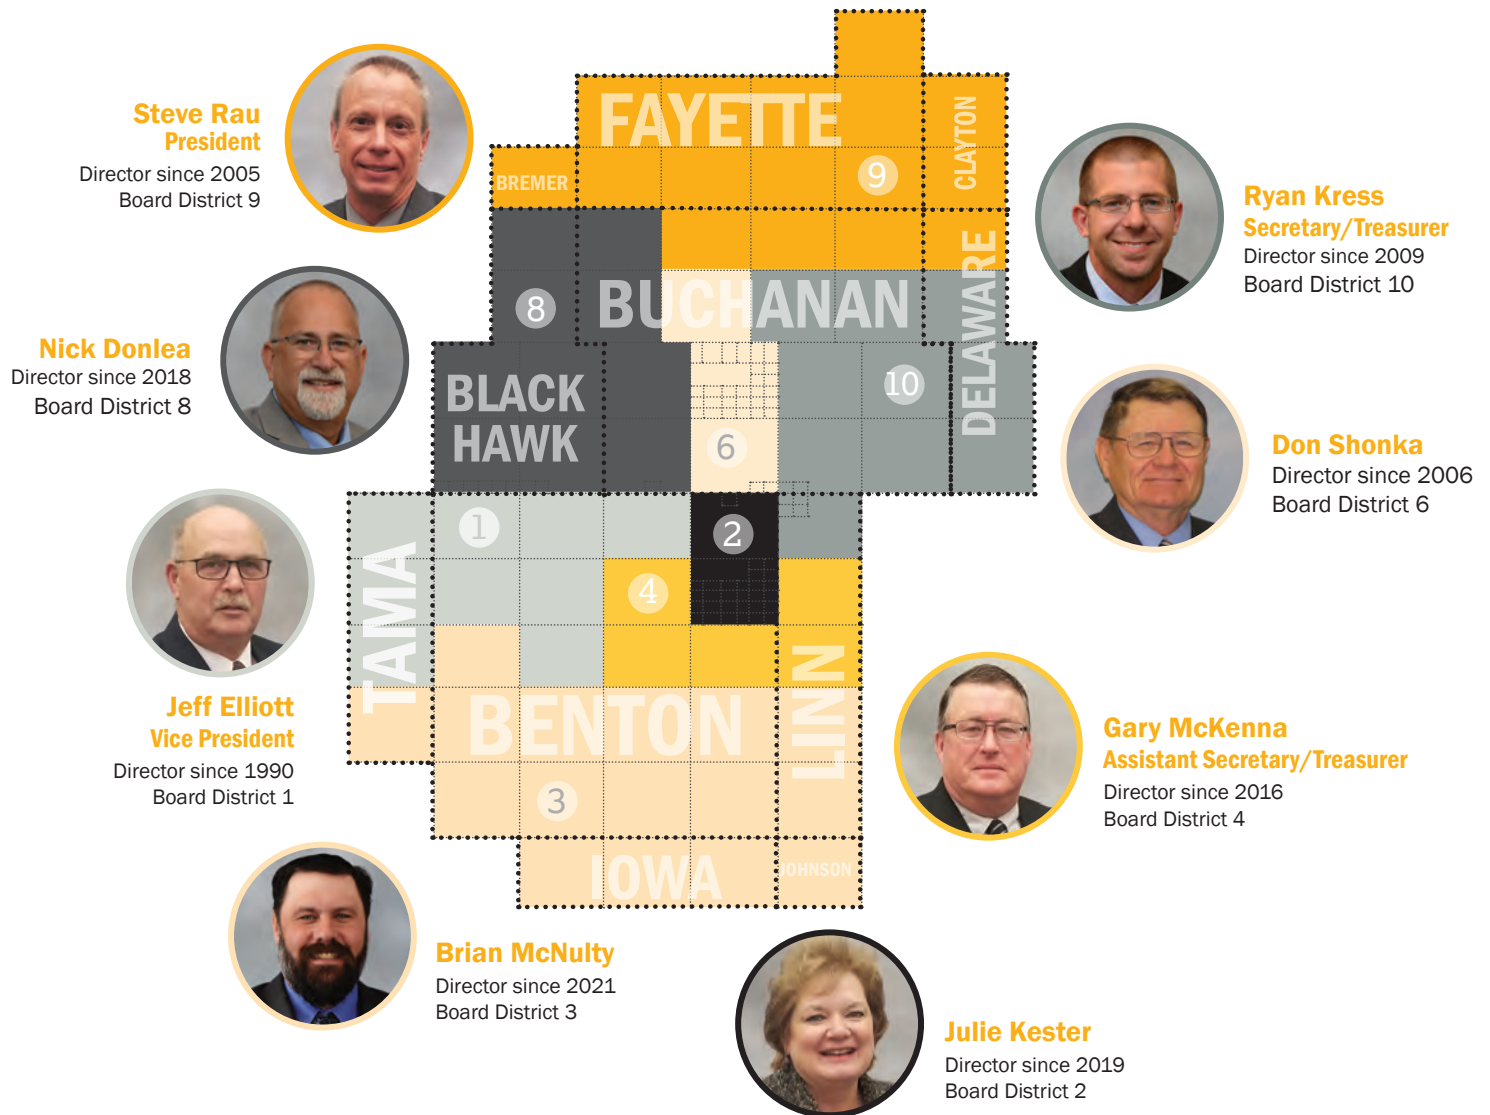 Steve Rau
President
Director since 2005
Board District 9
Nick Donlea
Director since 2018
Board District 8
Jeff Elliott
Vice President
Director since 1990
Board District 1
Brian McNulty
Director since 2021
Board District 3
FAYETTE
CLAYTON
BREMER
9
8
BUCHANAN
DELAWARE
BLACK
HAWK
10
6
1
2
TAMA
4
LINN
BENTON
3
IOWA
JOHNSON
Ryan Kress
Secretary/Treasurer
Director since 2009
Board District 10
Don Shonka
Director since 2006
Board District 6
Gary McKenna
Assistant Secretary/Treasurer
Director since 2016
Board District 4
Julie Kester
Director since 2019
Board District 2